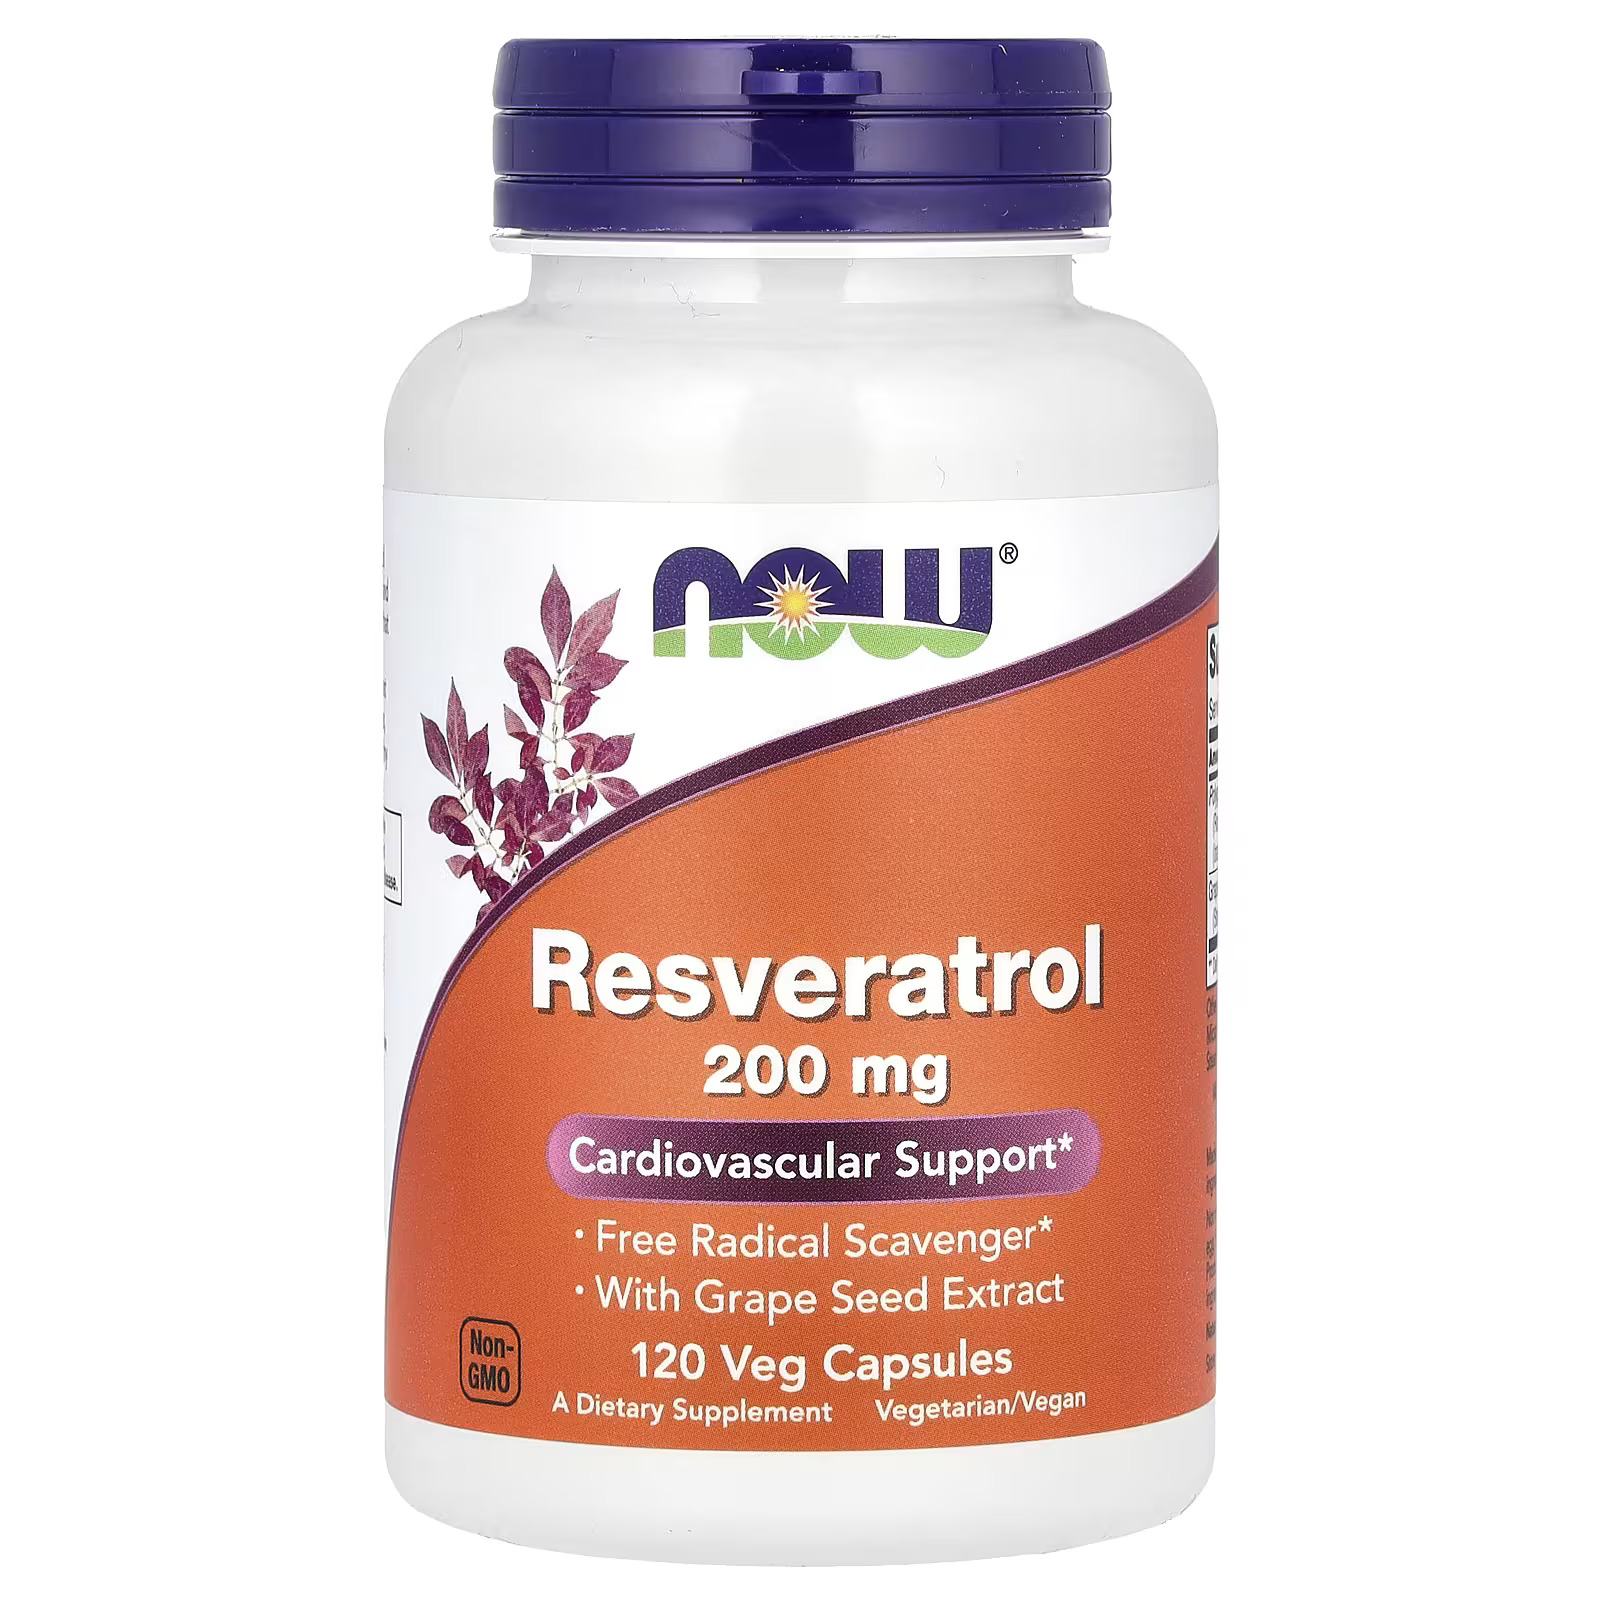 now®
Resveratrol
200 mg
Cardiovascular Support*
• Free Radical Scavenger*
• With Grape Seed Extract
Non-
GMO
120 Veg Capsules
A Dietary Supplement Vegetarian/Vegan